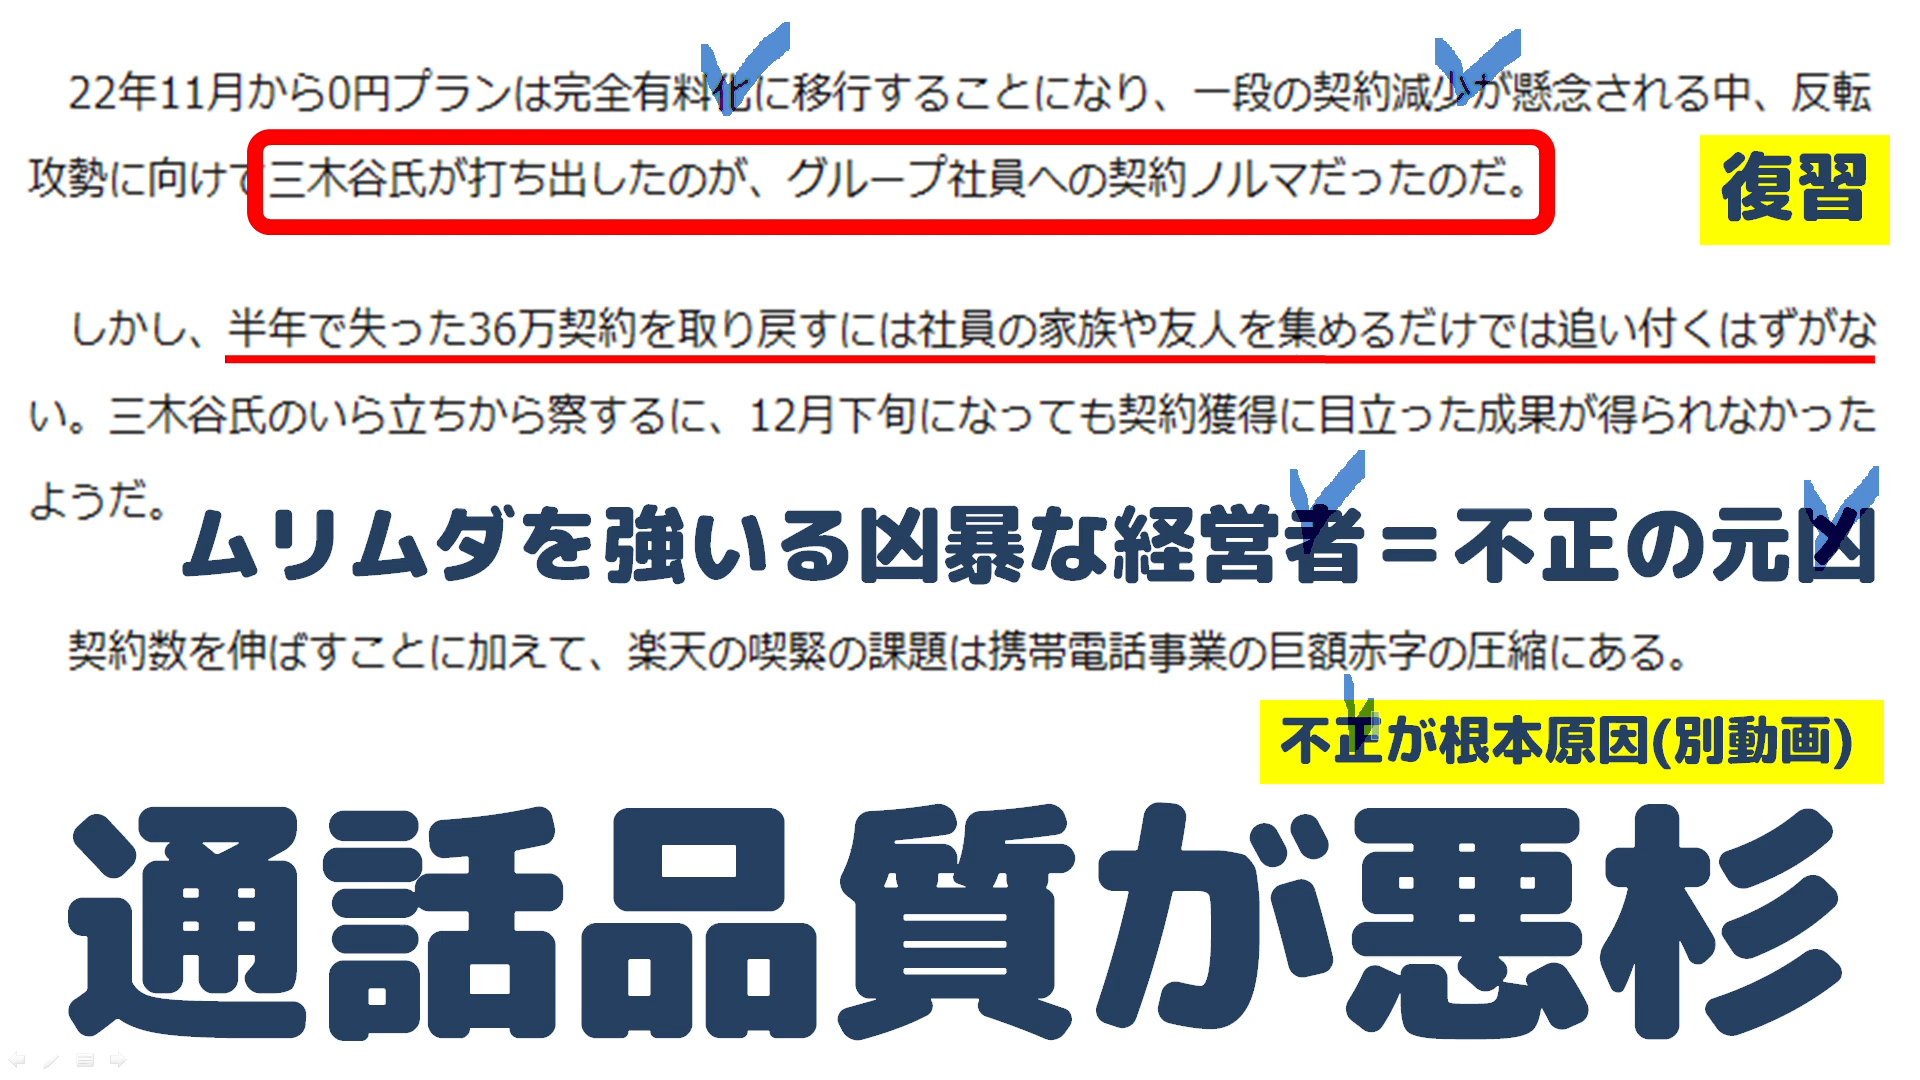 22年11月から0円プランは完全有料化に移行することになり、一段の契約減少が懸念される中、反転
攻勢に向けて三木谷氏が打ち出したのが、グループ社員への契約ノルマだったのだ。
復習
しかし、半年で失った36万契約を取り戻すには社員の家族や友人を集めるだけでは追い付くはずがな
い。三木谷氏のいら立ちから察するに、12月下旬になっても契約獲得に目立った成果が得られなかった
ようだ。
ムリムダを強いる凶暴な経営者＝不正の元凶
契約数を伸ばすことに加えて、楽天の喫緊の課題は携帯電話事業の巨額赤字の圧縮にある。
不正が根本原因(別動画)
通話品質が悪杉